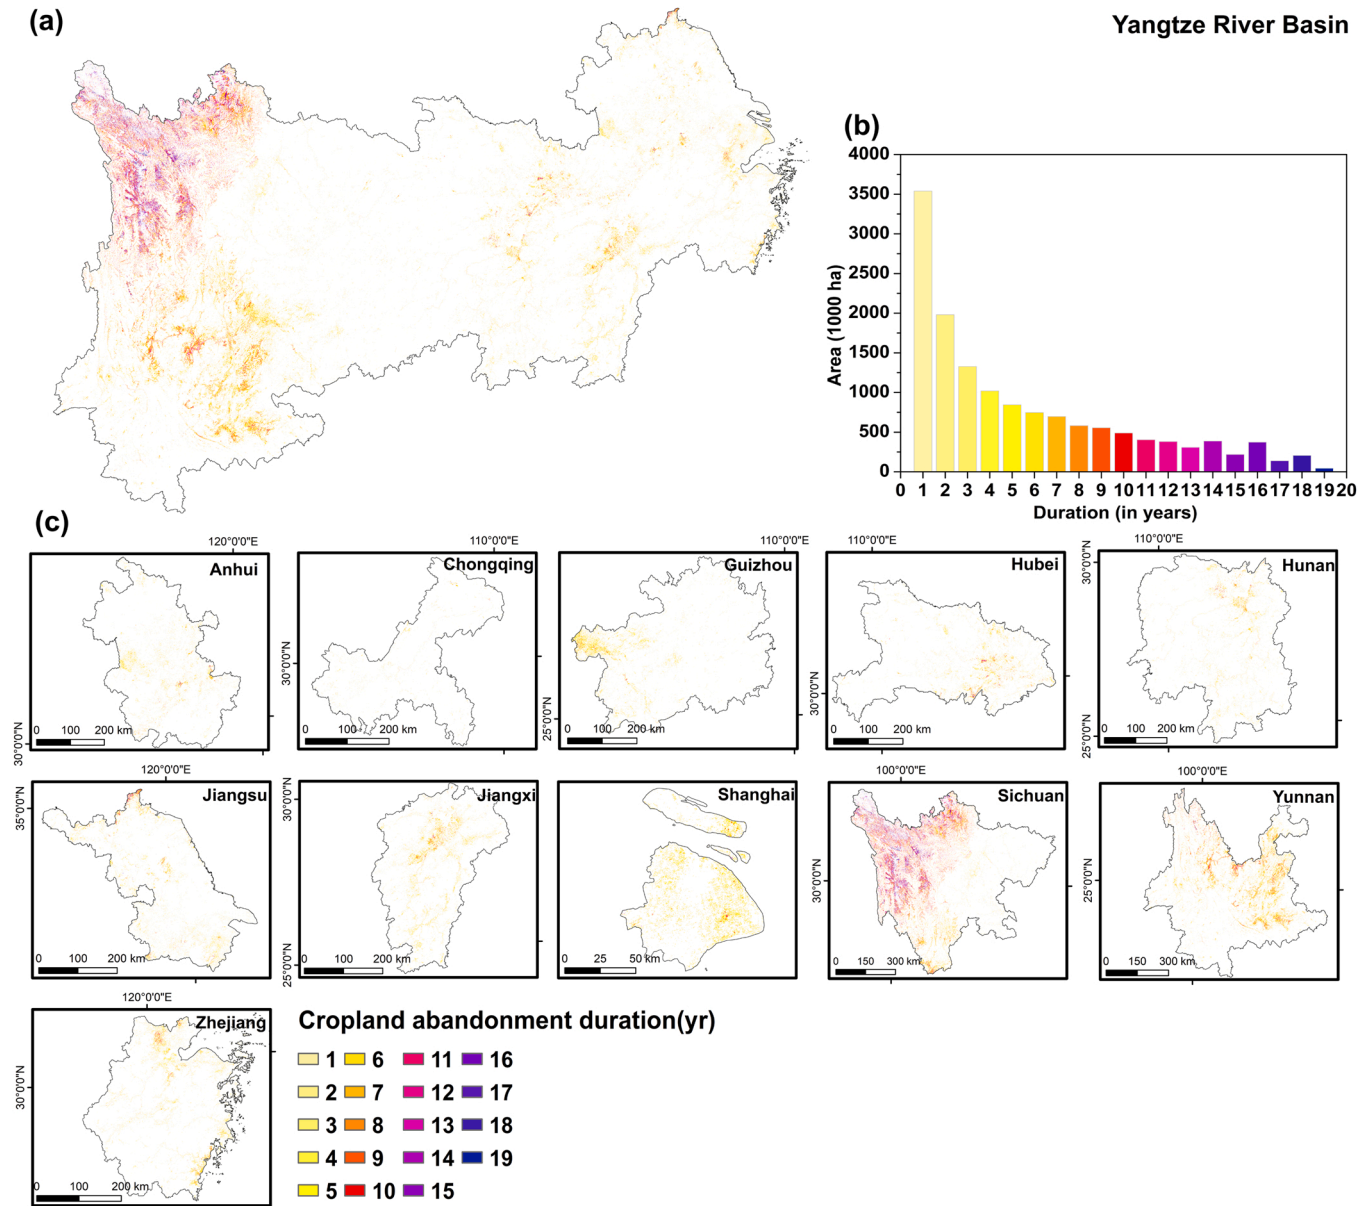 (a)
Yangtze River Basin
(b)
4000
3500
3000
2500
2000
1500
1000
500
0
Area (1000 ha)
0 1 2 3 4 5 6 7 8 9 10 11 12 13 14 15 16 17 18 19 20
Duration (in years)
(c)
120°0'0"E
Anhui
30°0'0"N
0 100 200 km
110°0'0"E
Chongqing
30°0'0"N
0 100 200 km
110°0'0"E
Guizhou
25°0'0"N
0 100 200 km
110°0'0"E
Hubei
30°0'0"N
0 100 200 km
110°0'0"E
Hunan
30°0'0"N
25°0'0"N
0 100 200 km
120°0'0"E
Jiangsu
35°0'0"N
0 100 200 km
Jiangxi
30°0'0"N
25°0'0"N
0 100 200 km
Shanghai
0 25 50 km
100°0'0"E
Sichuan
30°0'0"N
0 150 300 km
100°0'0"E
Yunnan
25°0'0"N
0 150 300 km
120°0'0"E
Zhejiang
30°0'0"N
0 100 200 km
Cropland abandonment duration(yr)
1 6 11 16
2 7 12 17
3 8 13 18
4 9 14 19
5 10 15